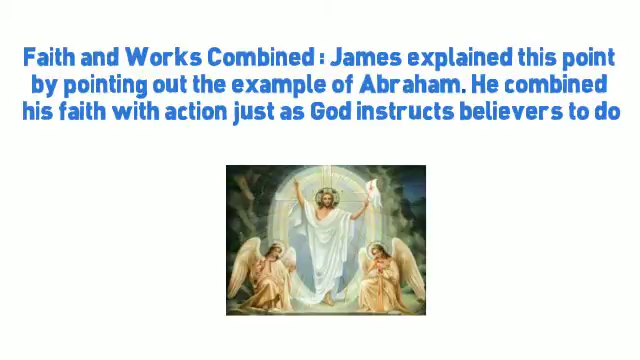 Faith and Works Combined : James explained this point
by pointing out the example of Abraham. He combined
his faith with action just as God instructs believers to do